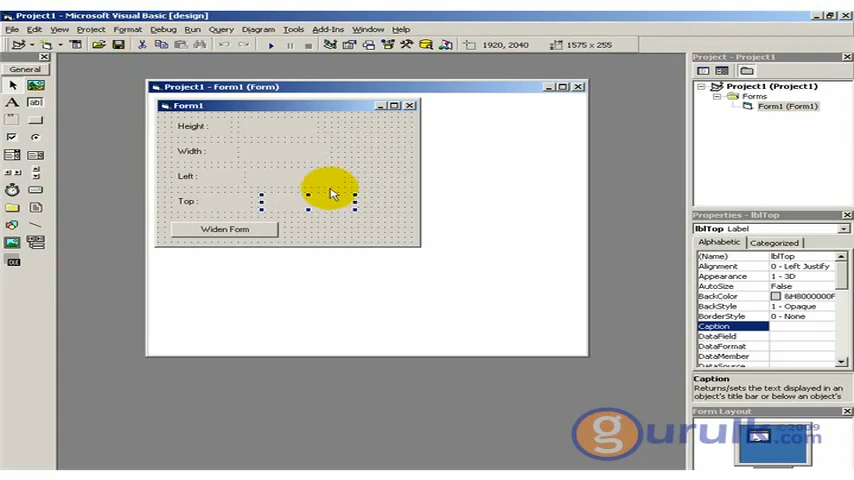 Project1 - Microsoft Visual Basic [design]
File Edit View Project Format Debug Run Query Diagram Tools Add-Ins Window Help
1920, 2040 1575 x 255
General
A ab
OLE
Project1 - Form1 (Form)
Form1
Height :
Width :
Left :
Top :
Widen Form
Project - Project1
Project1 (Project1)
Forms
Form1 (Form1)
Properties - lblTop
lblTop Label
Alphabetic Categorized
(Name) lblTop
Alignment 0 - Left Justify
Appearance 1 - 3D
AutoSize False
BackColor &H8000000F
BackStyle 1 - Opaque
BorderStyle 0 - None
Caption
DataField
DataFormat
DataMember
DataSource
Caption
Returns/sets the text displayed in an
object's title bar or below an object's
Form Layout
©2009
.com